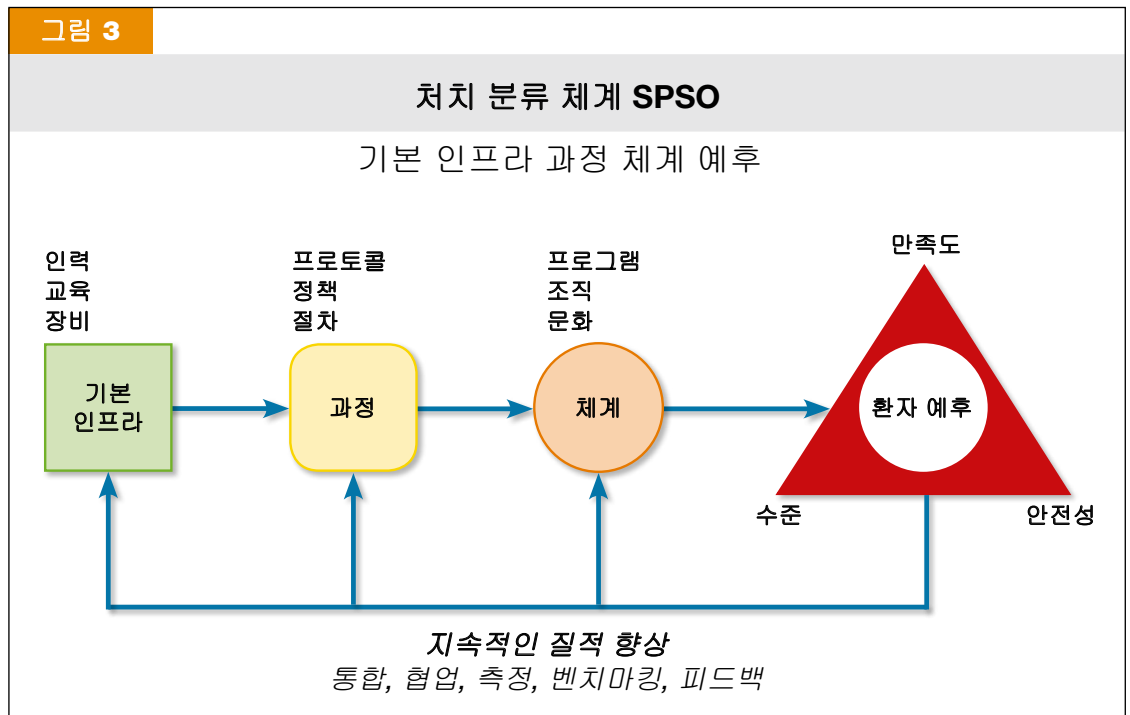 그림 3
처치 분류 체계 SPSO
기본 인프라 과정 체계 예후
인력
교육
장비
기본
인프라
프로토콜
정책
절차
과정
프로그램
조직
문화
체계
만족도
환자 예후
수준
안전성
지속적인 질적 향상
통합, 협업, 측정, 벤치마킹, 피드백